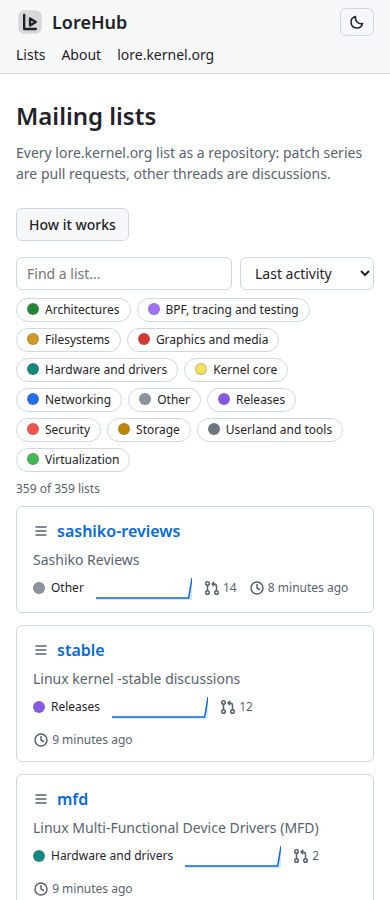 LoreHub
Lists About lore.kernel.org
Mailing lists
Every lore.kernel.org list as a repository: patch series
are pull requests, other threads are discussions.
How it works
Find a list... Last activity
Architectures BPF, tracing and testing
Filesystems Graphics and media
Hardware and drivers Kernel core
Networking Other Releases
Security Storage Userland and tools
Virtualization
359 of 359 lists
sashiko-reviews
Sashiko Reviews
Other 14 8 minutes ago
stable
Linux kernel -stable discussions
Releases 12
9 minutes ago
mfd
Linux Multi-Functional Device Drivers (MFD)
Hardware and drivers 2
9 minutes ago